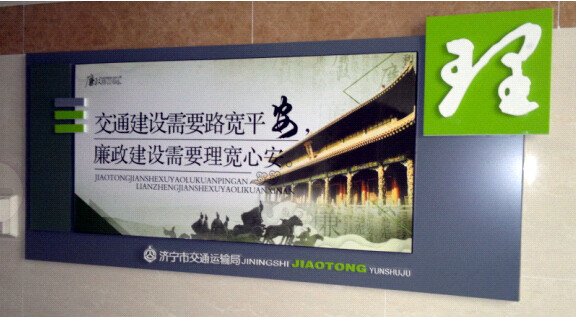 理
交通建设需要路宽平安,
廉政建设需要理宽心安
JIAOTONGJIANSHEXUYAOLUKUANPINGAN
LIANZHENGJIANSHEXUYAOLIKUANXINAN
济宁市交通运输局 JININGSHI JIAOTONG YUNSHUJU